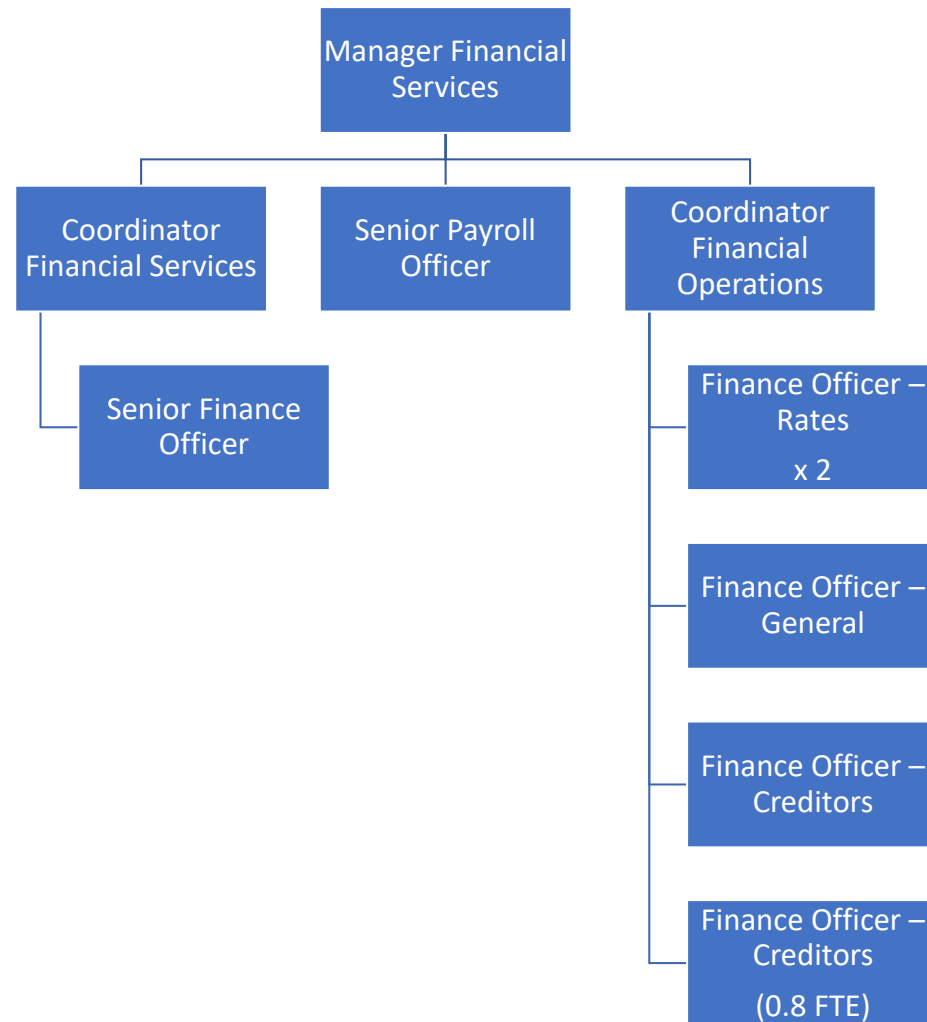 Manager Financial
Services
Coordinator
Financial Services
Senior Payroll
Officer
Coordinator
Financial
Operations
Senior Finance
Officer
Finance Officer –
Rates
x 2
Finance Officer –
General
Finance Officer –
Creditors
Finance Officer –
Creditors
(0.8 FTE)